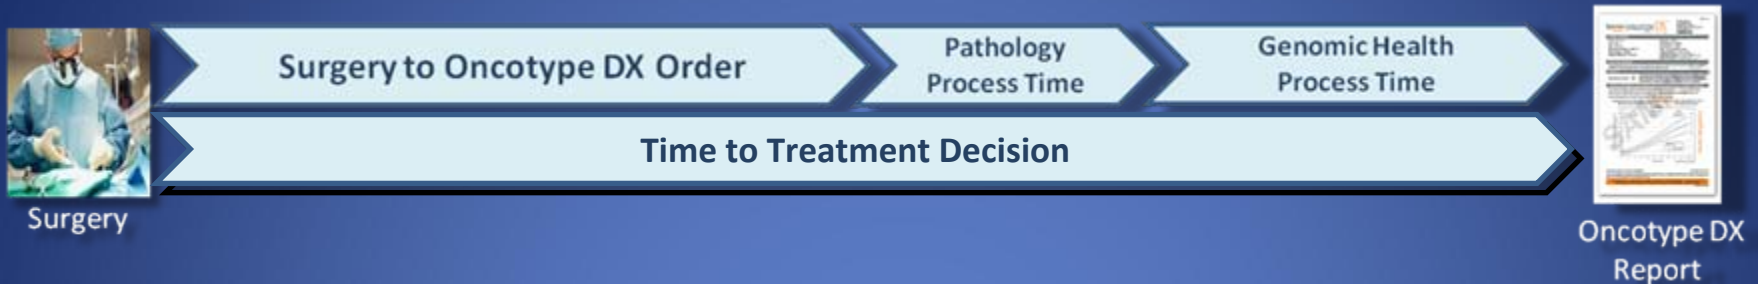 Surgery to Oncotype DX Order
Pathology
Process Time
Genomic Health
Process Time
Time to Treatment Decision
Surgery
Oncotype DX
Report